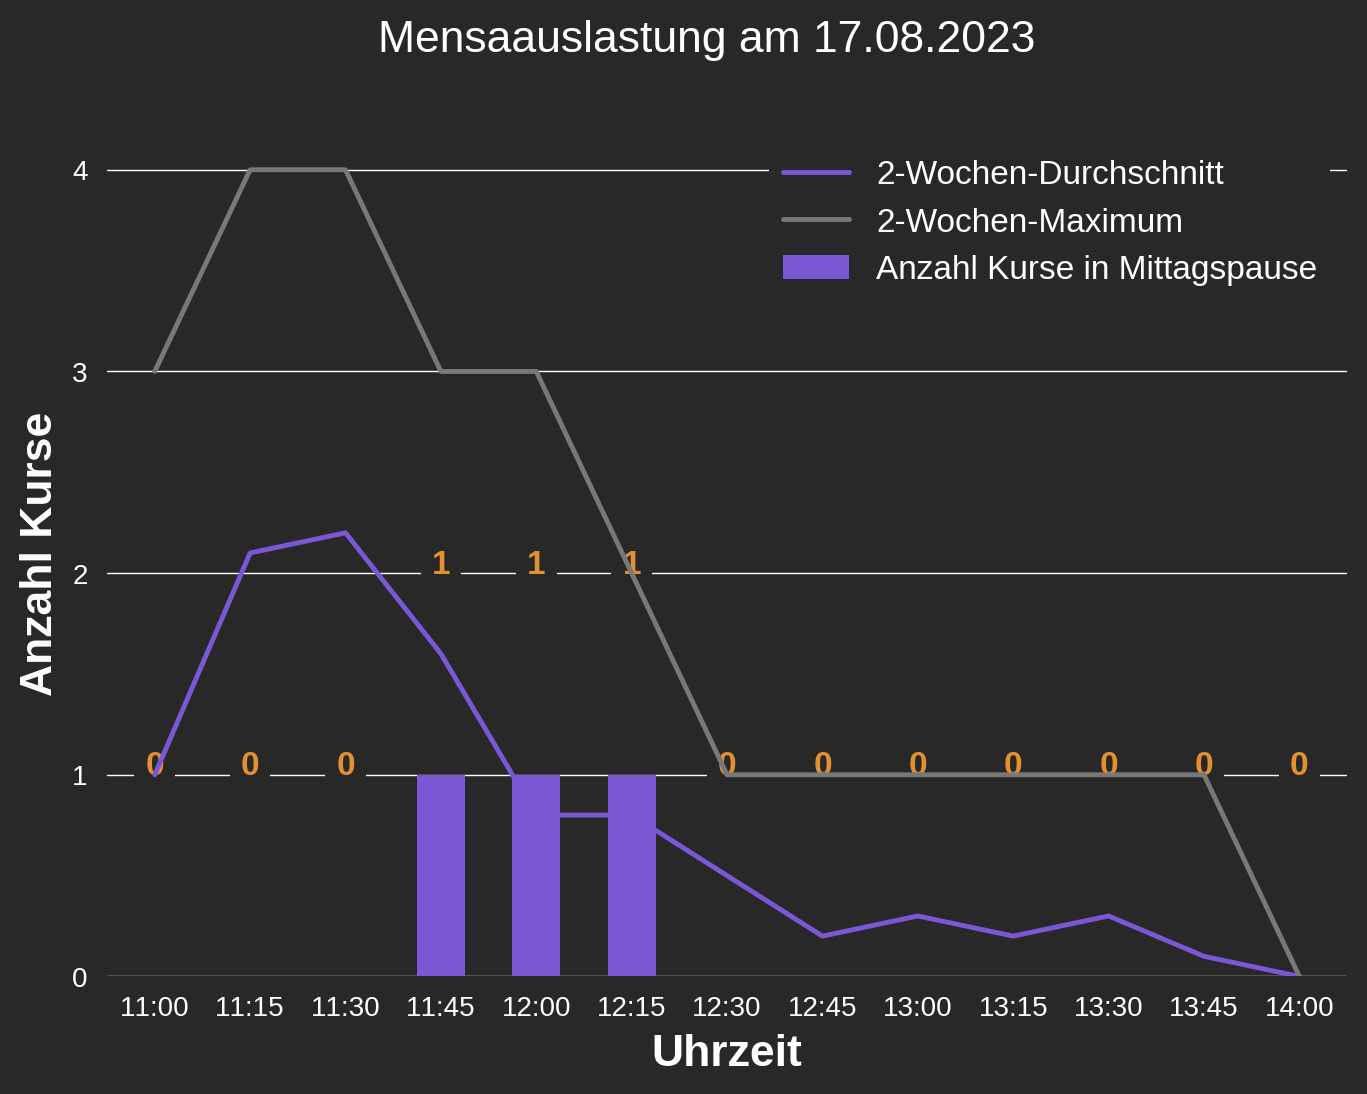 Mensaauslastung am 17.08.2023
2-Wochen-Durchschnitt
2-Wochen-Maximum
Anzahl Kurse in Mittagspause
Anzahl Kurse
4
3
2
1
0
1 1 1
0 0 0 0 0 0 0 0 0 0
11:00 11:15 11:30 11:45 12:00 12:15 12:30 12:45 13:00 13:15 13:30 13:45 14:00
Uhrzeit